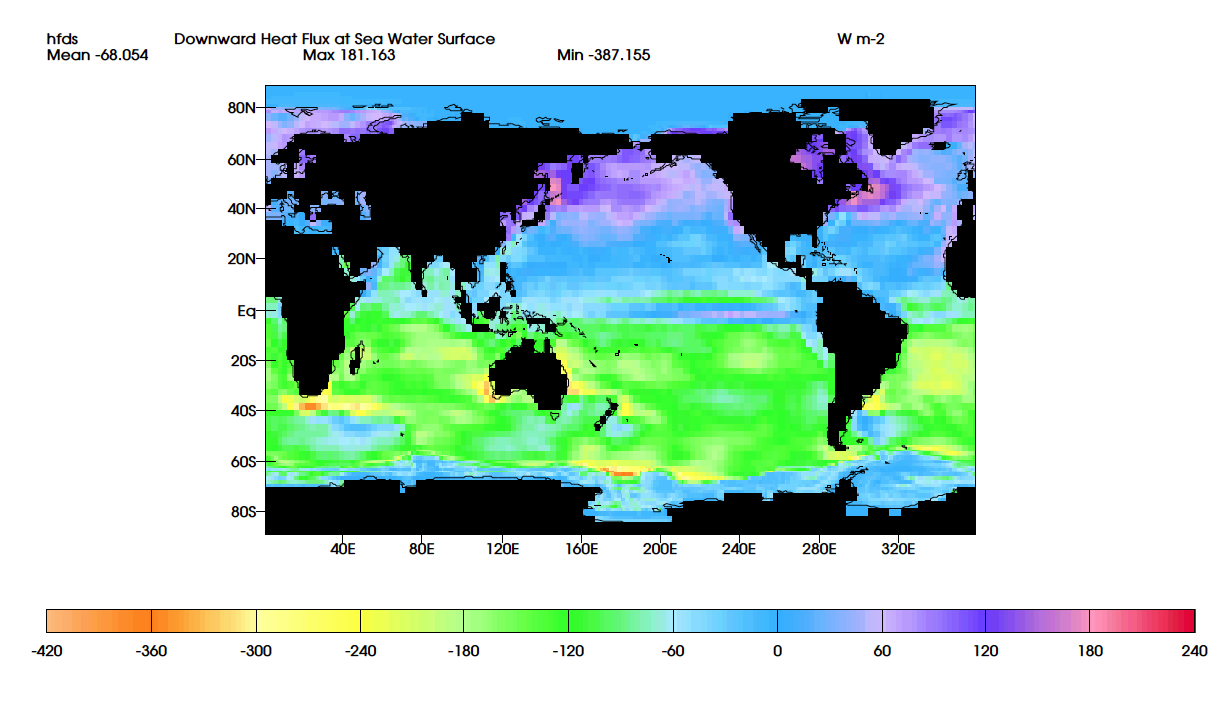 hfds Downward Heat Flux at Sea Water Surface W m-2
Mean -68.054 Max 181.163 Min -387.155
80N
60N
40N
20N
Eq
20S
40S
60S
80S
40E 80E 120E 160E 200E 240E 280E 320E
-420 -360 -300 -240 -180 -120 -60 0 60 120 180 240